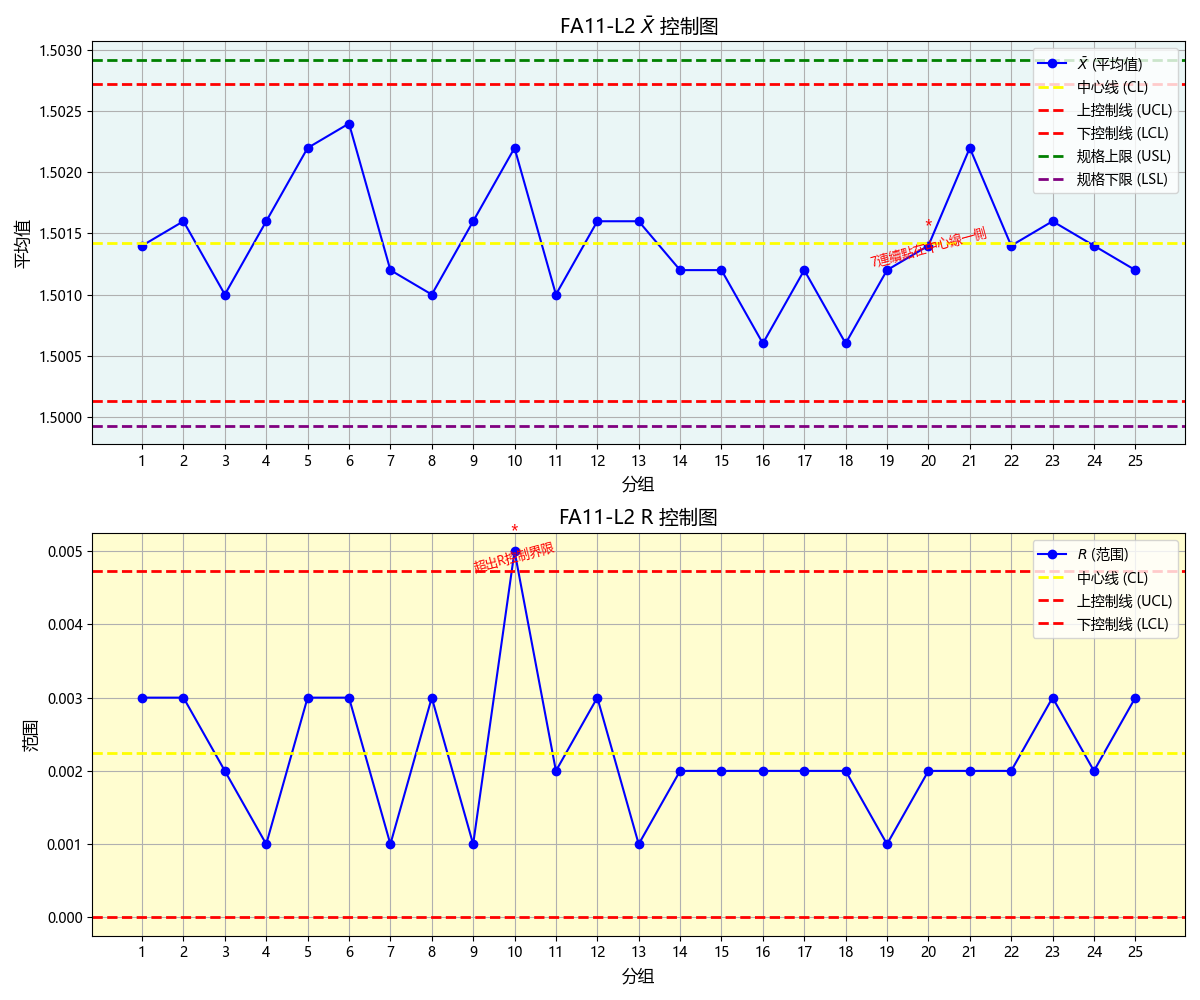 FA11-L2 X̄ 控制图
1.5030
1.5025
1.5020
1.5015
1.5010
1.5005
1.5000
平均值
X̄ (平均值)
中心线 (CL)
上控制线 (UCL)
下控制线 (LCL)
规格上限 (USL)
规格下限 (LSL)
*
7連續點在中心線一側
1 2 3 4 5 6 7 8 9 10 11 12 13 14 15 16 17 18 19 20 21 22 23 24 25
分组
FA11-L2 R 控制图
*
超出R控制界限
0.005
0.004
0.003
0.002
0.001
0.000
范围
R (范围)
中心线 (CL)
上控制线 (UCL)
下控制线 (LCL)
1 2 3 4 5 6 7 8 9 10 11 12 13 14 15 16 17 18 19 20 21 22 23 24 25
分组